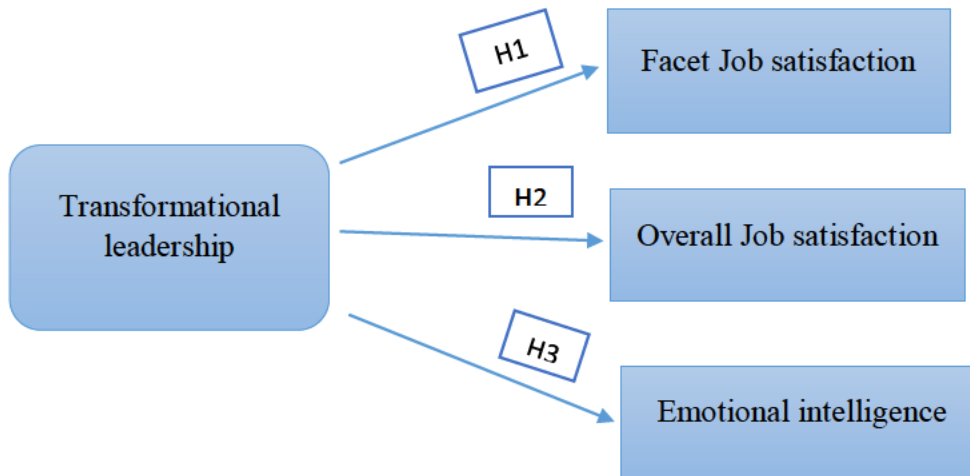 H1
Facet Job satisfaction
Transformational
leadership
H2
Overall Job satisfaction
H3
Emotional intelligence